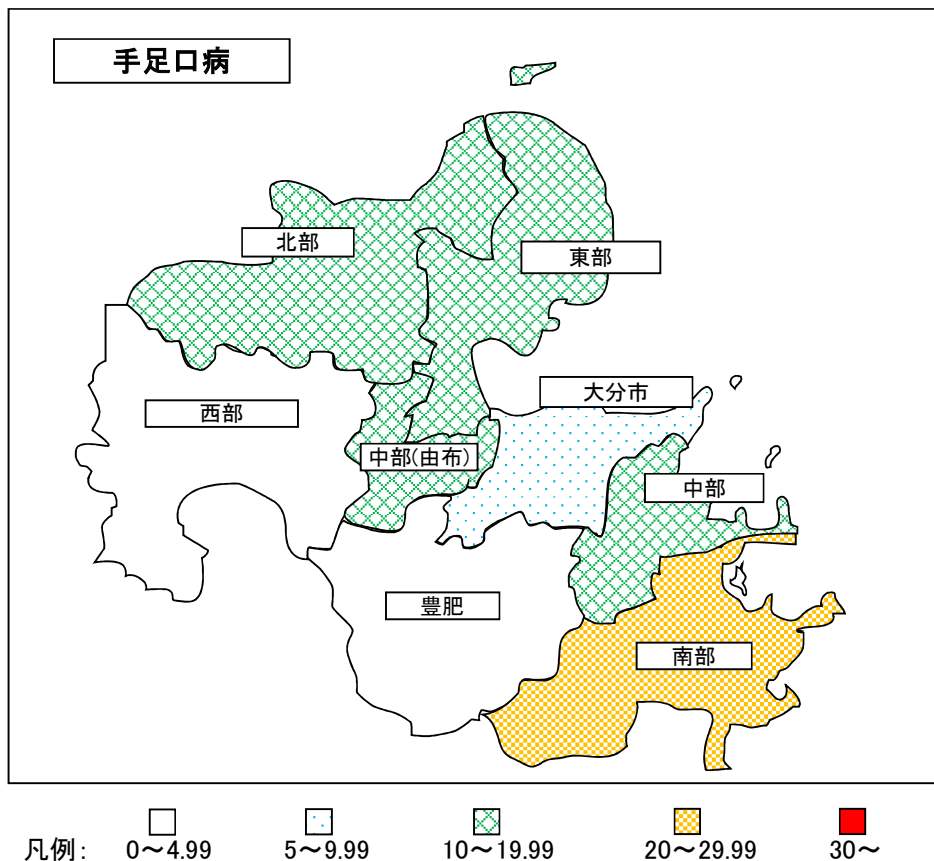 手足口病
北部
東部
大分市
西部
中部(由布)
中部
豊肥
南部
凡例: 0～4.99 5～9.99 10～19.99 20～29.99 30～